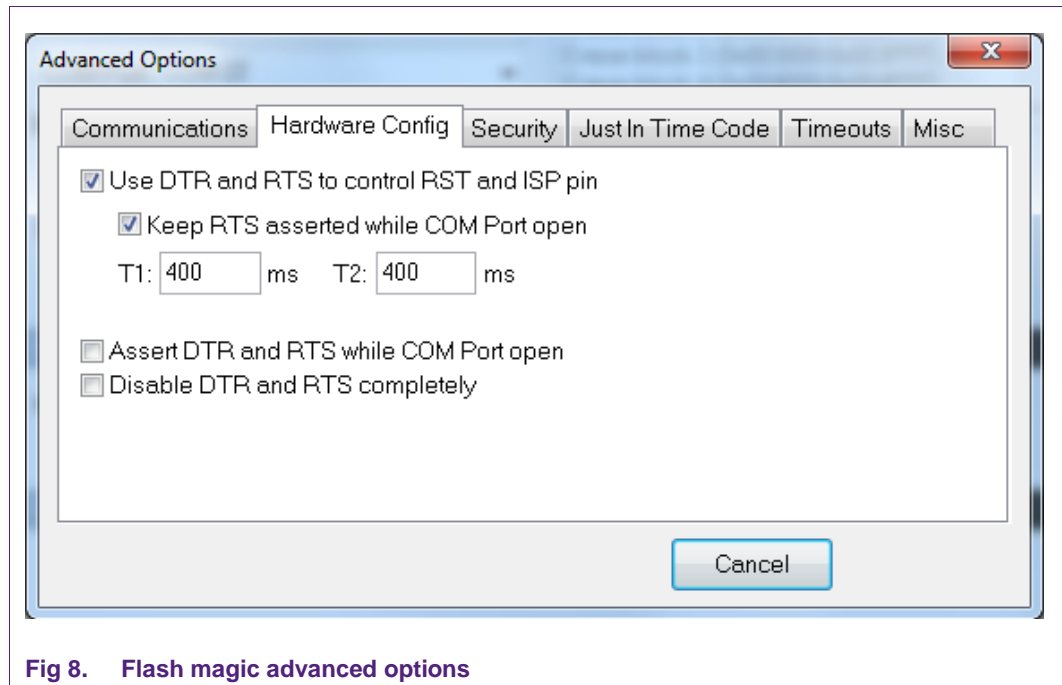 Advanced Options
Communications Hardware Config Security Just In Time Code Timeouts Misc
Use DTR and RTS to control RST and ISP pin
Keep RTS asserted while COM Port open
T1: 400 ms T2: 400 ms
Assert DTR and RTS while COM Port open
Disable DTR and RTS completely
Cancel
Fig 8. Flash magic advanced options